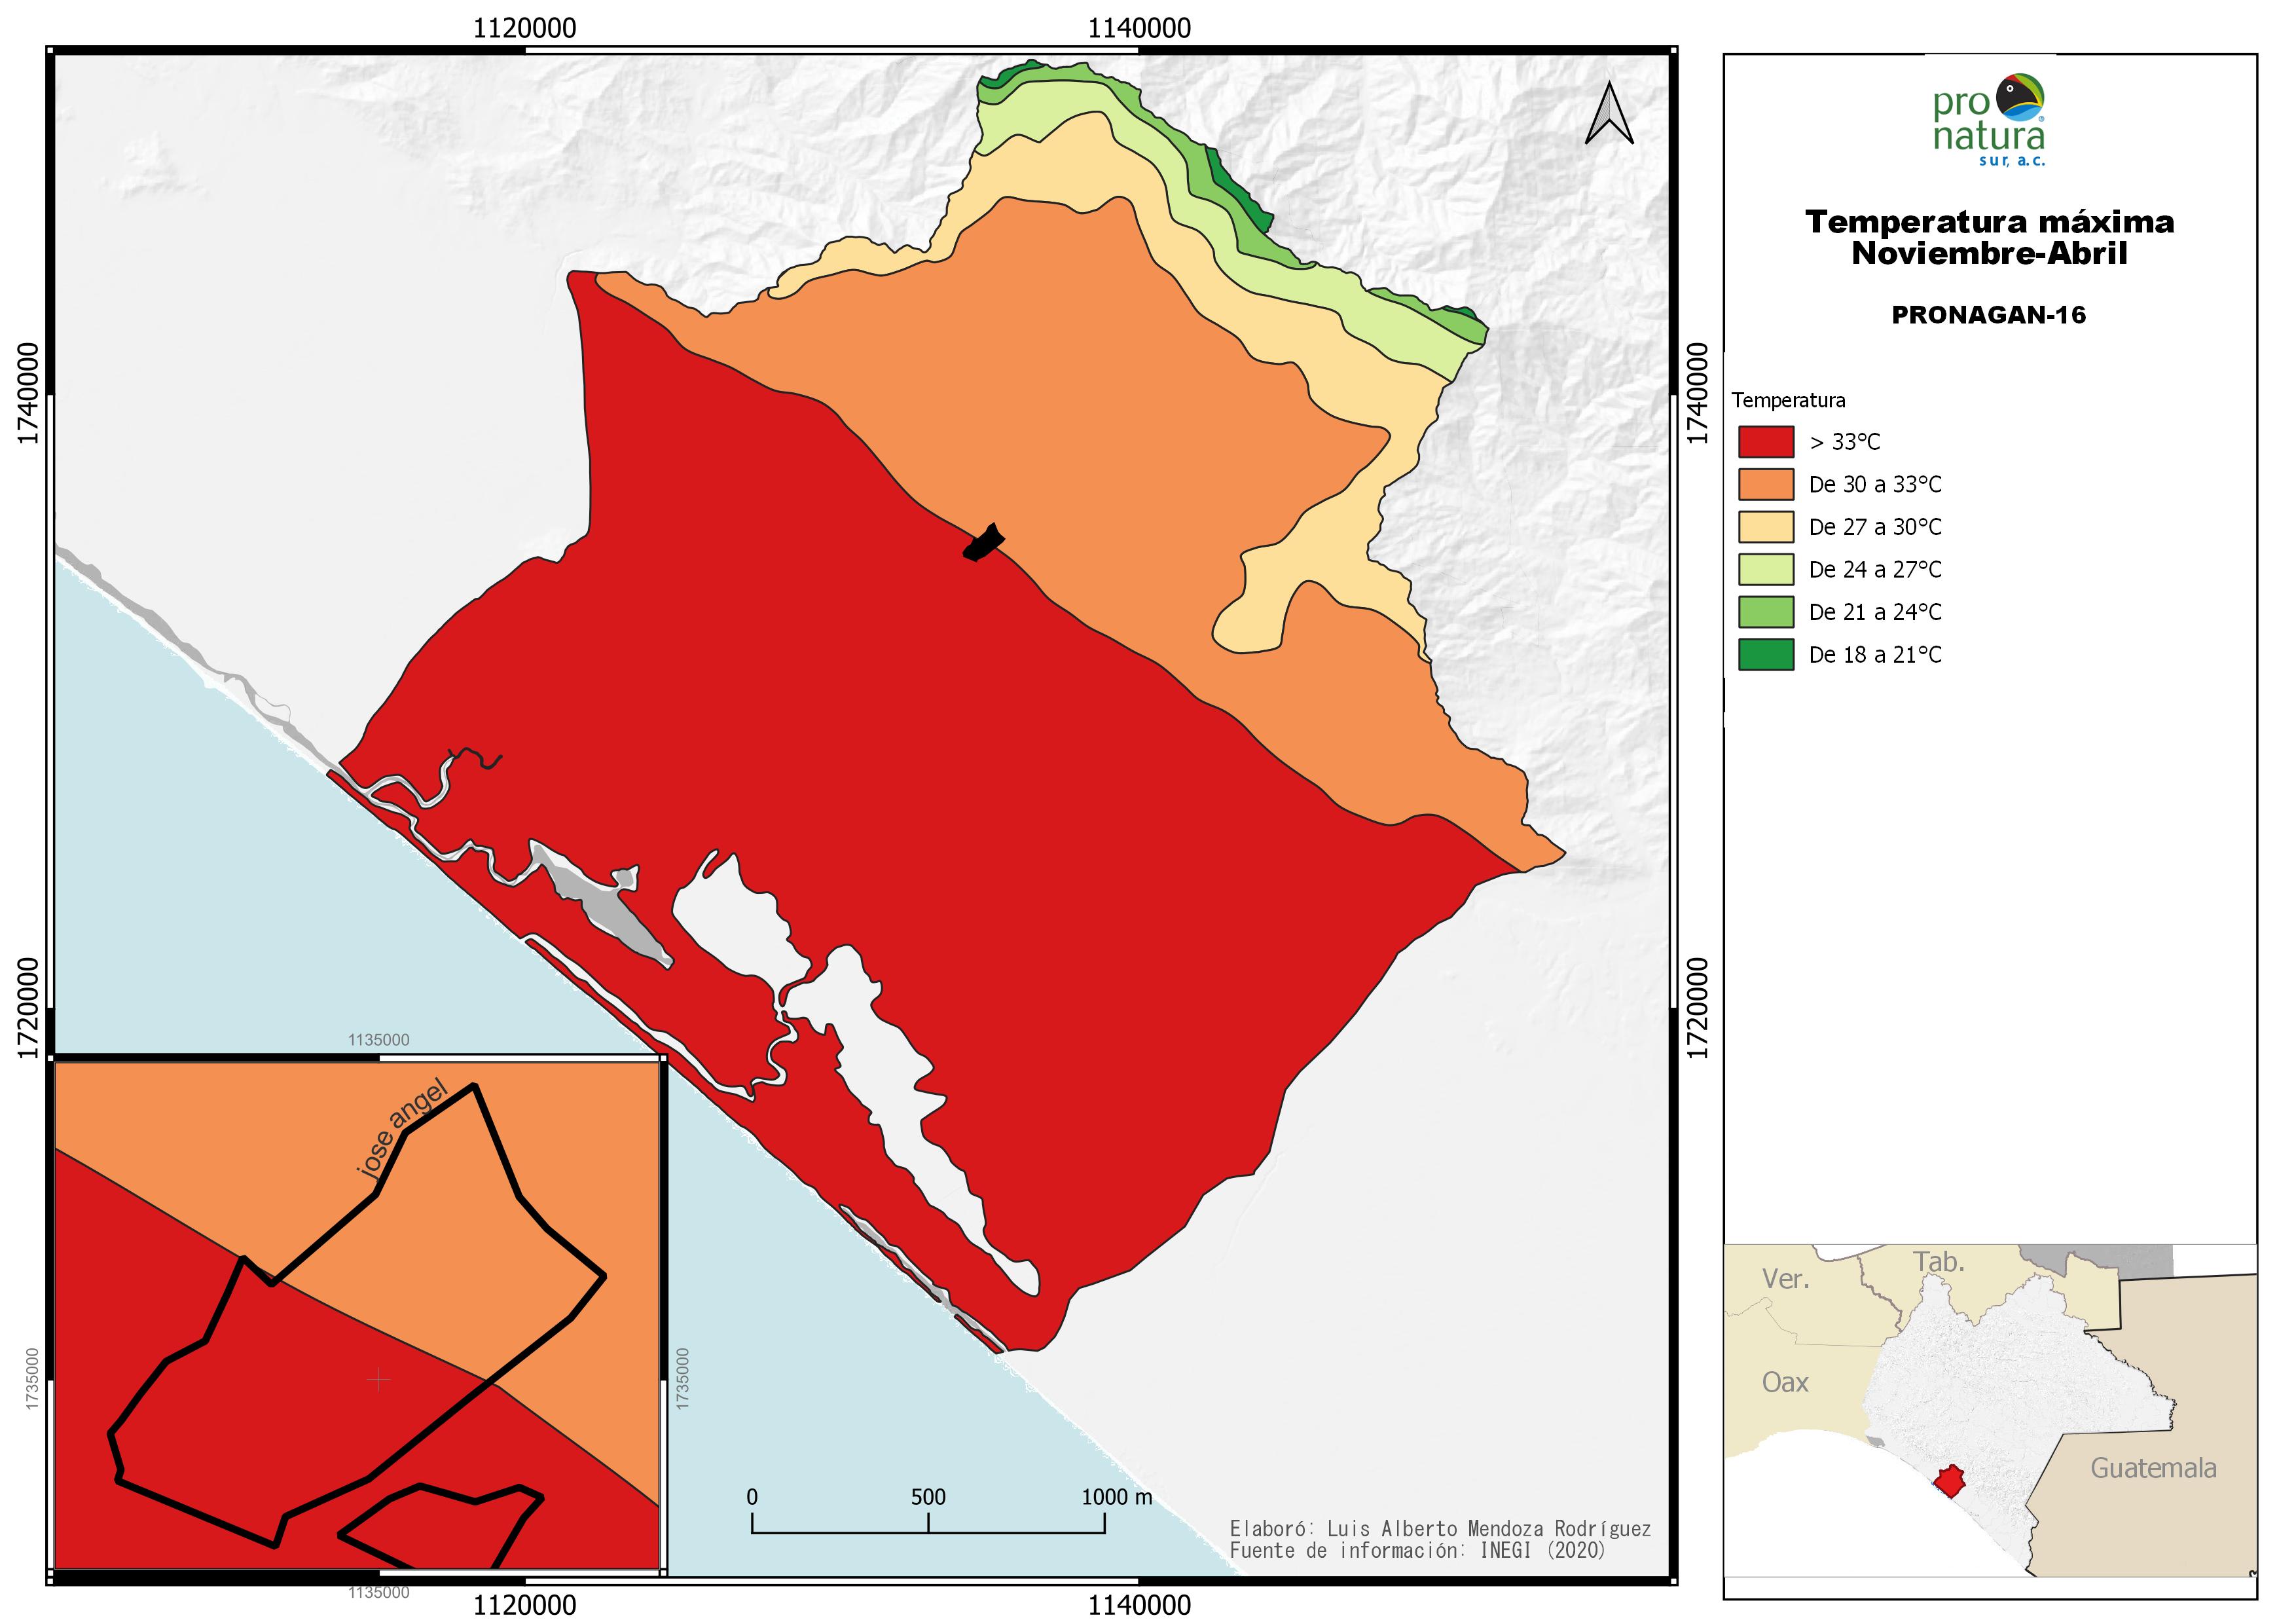 1120000
1140000
1740000
1740000
1720000
1720000
1120000
1140000
pro
natura
®
sur, a.c.
Temperatura máxima
Noviembre-Abril
PRONAGAN-16
Temperatura
> 33°C
De 30 a 33°C
De 27 a 30°C
De 24 a 27°C
De 21 a 24°C
De 18 a 21°C
1135000
jose angel
1735000
1735000
1135000
0
500
1000 m
Elaboró: Luis Alberto Mendoza Rodríguez
Fuente de información: INEGI (2020)
Ver.
Tab.
Oax
Guatemala